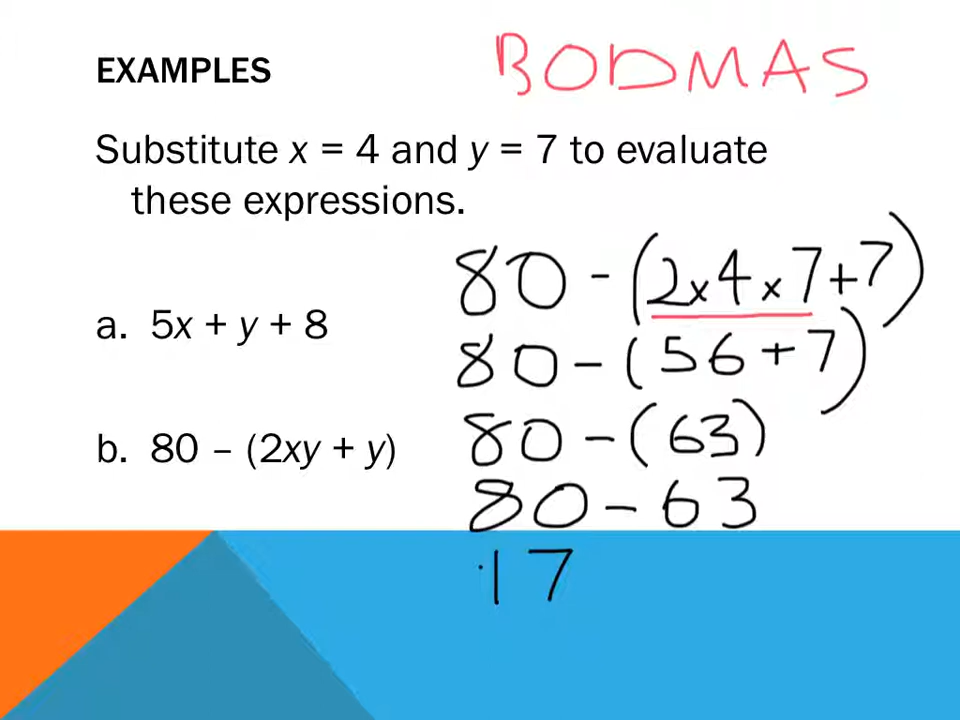 EXAMPLES
BODMAS
Substitute x = 4 and y = 7 to evaluate
these expressions.
a. 5x + y + 8
b. 80 – (2xy + y)
80 - (2x4x7+7)
80 - (56+7)
80 - (63)
80 - 63
17